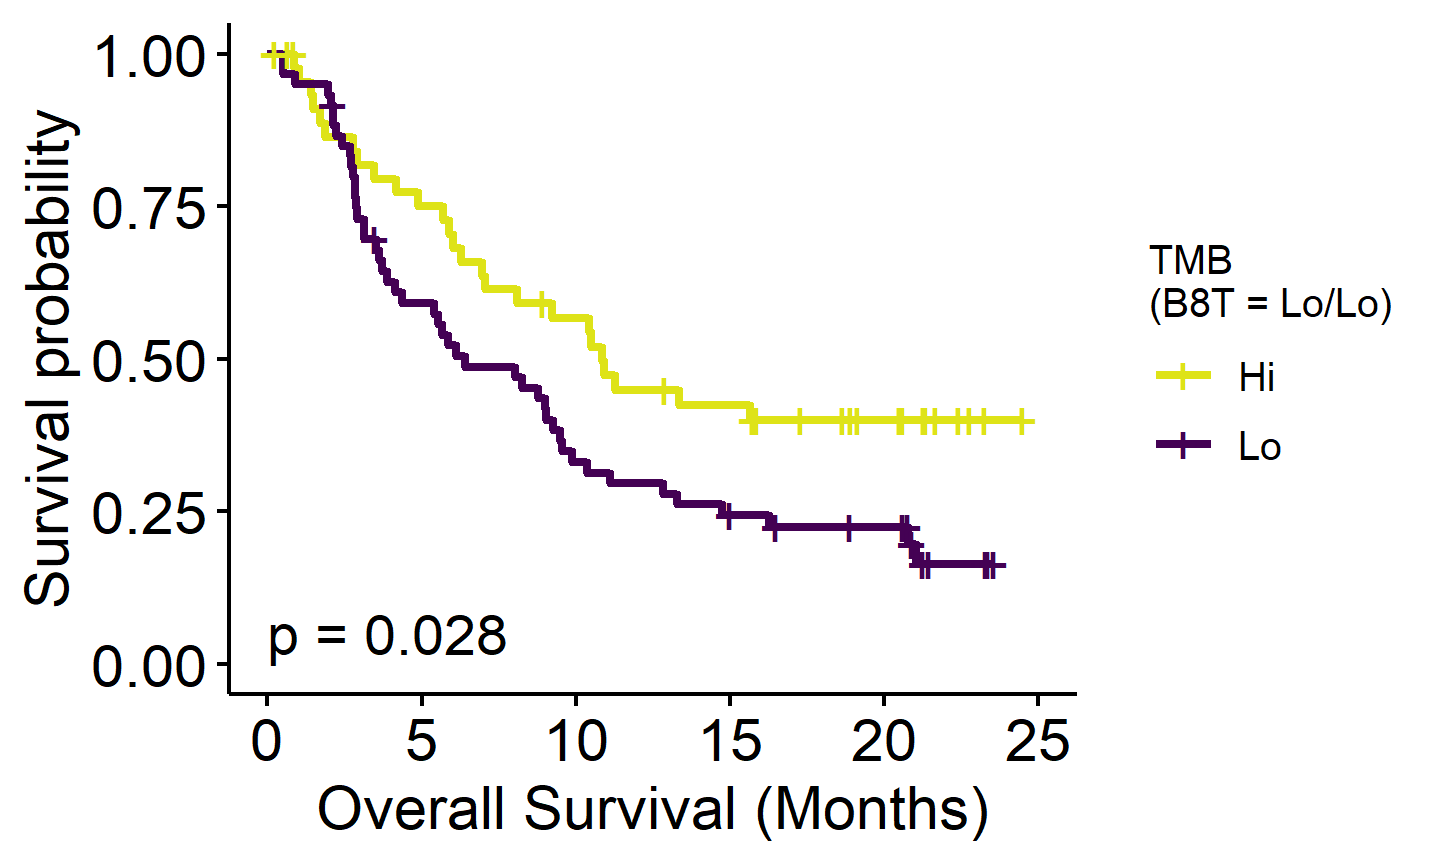 1.00
0.75
0.50
0.25
0.00
Survival probability
p = 0.028
0 5 10 15 20 25
Overall Survival (Months)
TMB
(B8T = Lo/Lo)
Hi
Lo